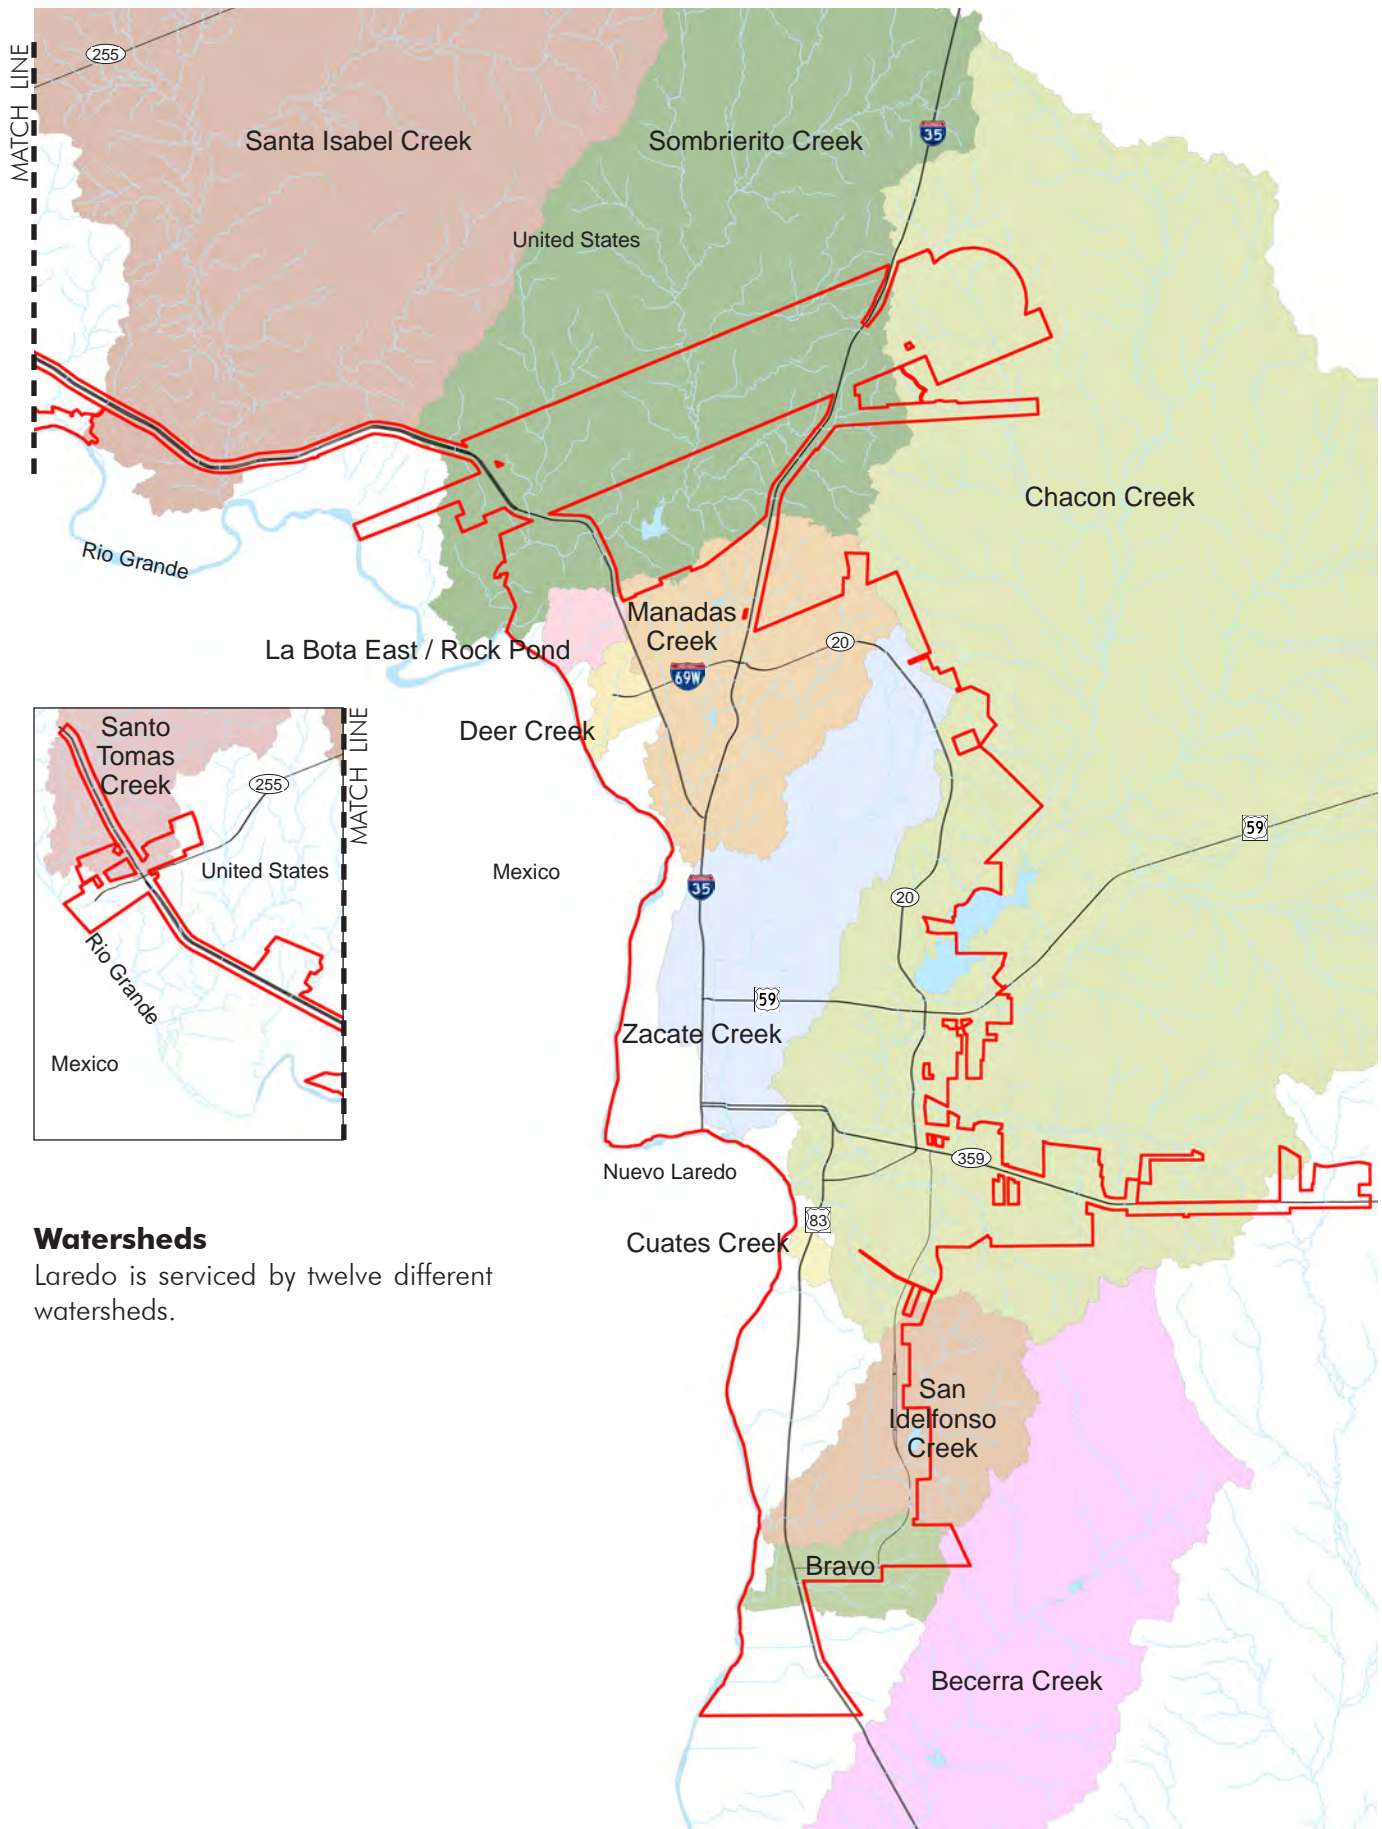 255
MATCH LINE
Santa Isabel Creek
Sombrierito Creek
35
United States
Chacon Creek
Rio Grande
Manadas
Creek
20
La Bota East / Rock Pond
69W
Deer Creek
MATCH LINE
Santo
Tomas
Creek
255
United States
Rio Grande
Mexico
59
Mexico
35
20
59
Zacate Creek
359
Nuevo Laredo
83
Cuates Creek
Watersheds
Laredo is serviced by twelve different
watersheds.
San
Idelfonso
Creek
Bravo
Becerra Creek